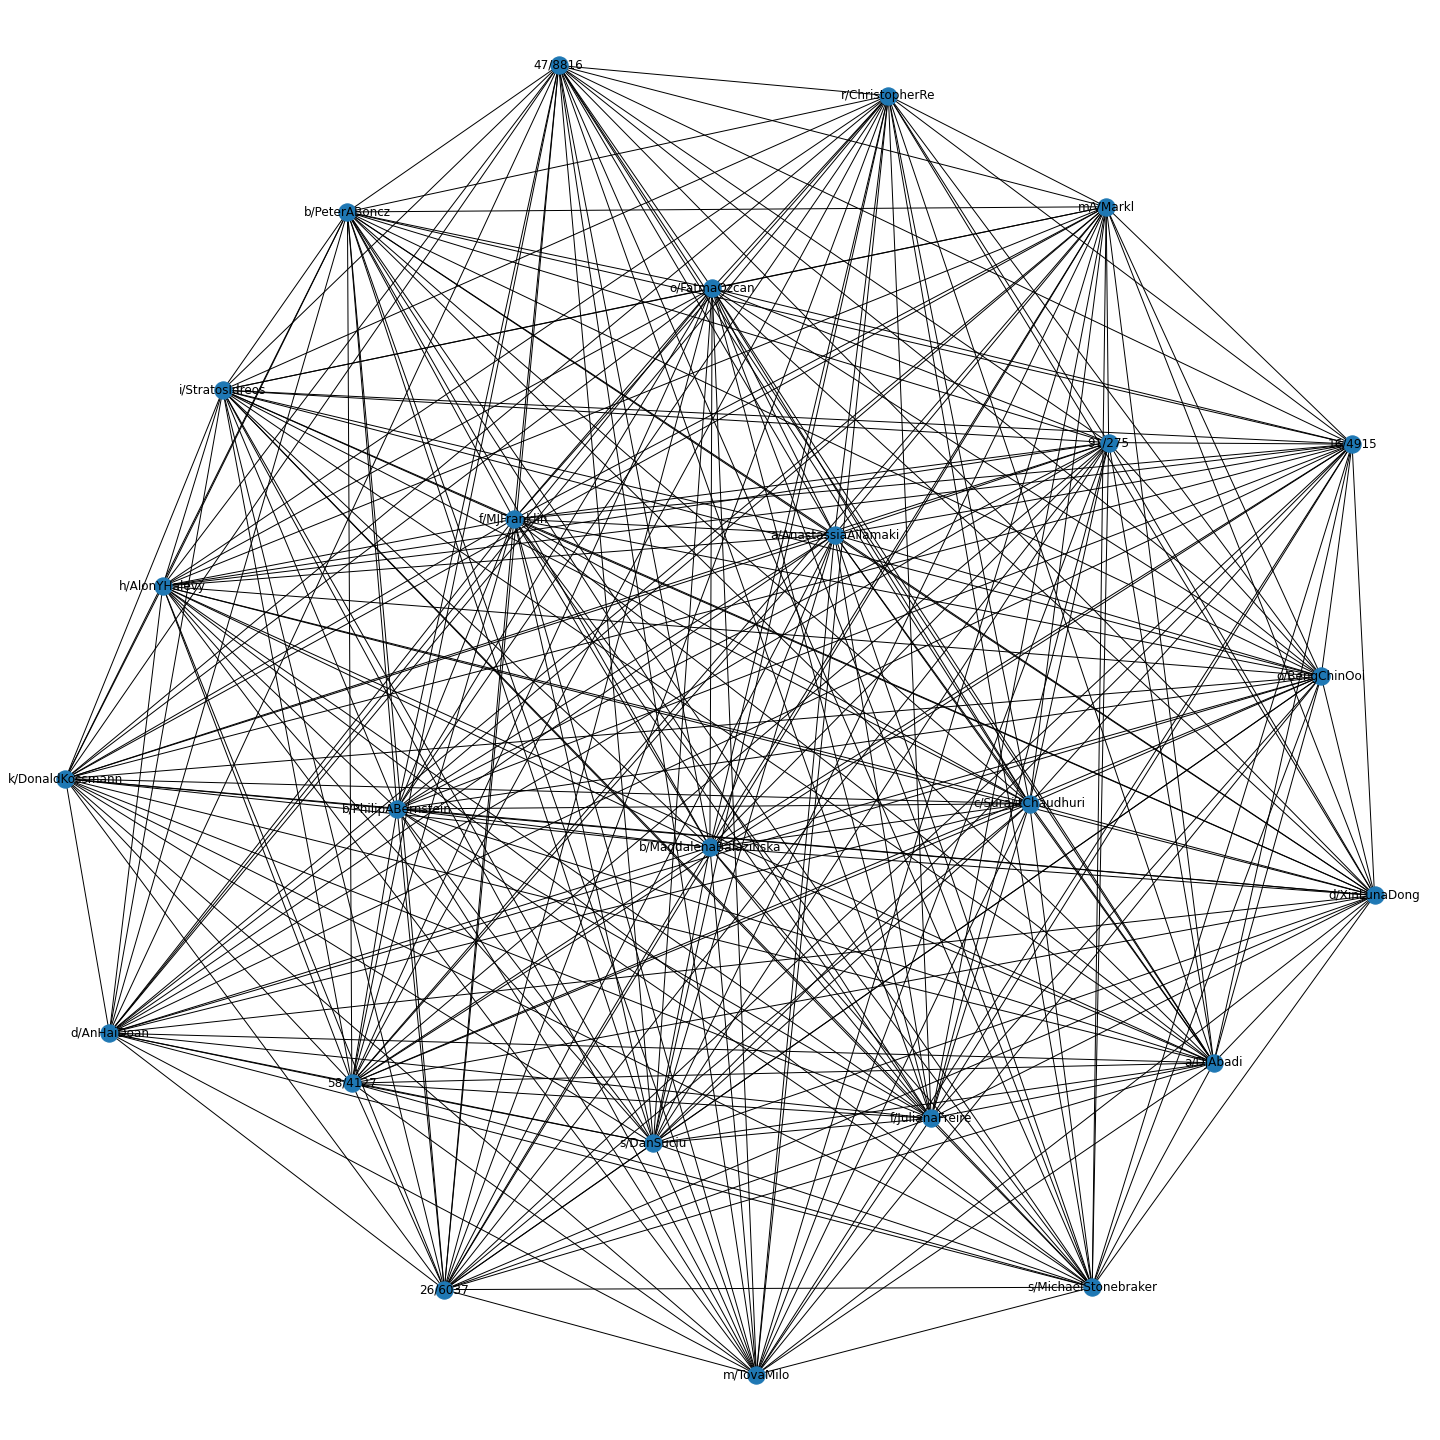 47/8816
r/ChristopherRe
m/VMarkl
b/PeterABoncz
o/FatmaOzcan
i/StratosIdreos
91/275
16/4915
f/MJFranklin
a/AnastassiaAilamaki
h/AlonYHalevy
o/BengChinOoi
k/DonaldKossmann
b/PhilipABernstein
c/SurajitChaudhuri
b/MagdalenaBalazinska
d/XinLunaDong
d/AnHaiDoan
58/4127
a/DJAbadi
f/JulianaFreire
s/DanSuciu
26/6037
s/MichaelStonebraker
m/TovaMilo